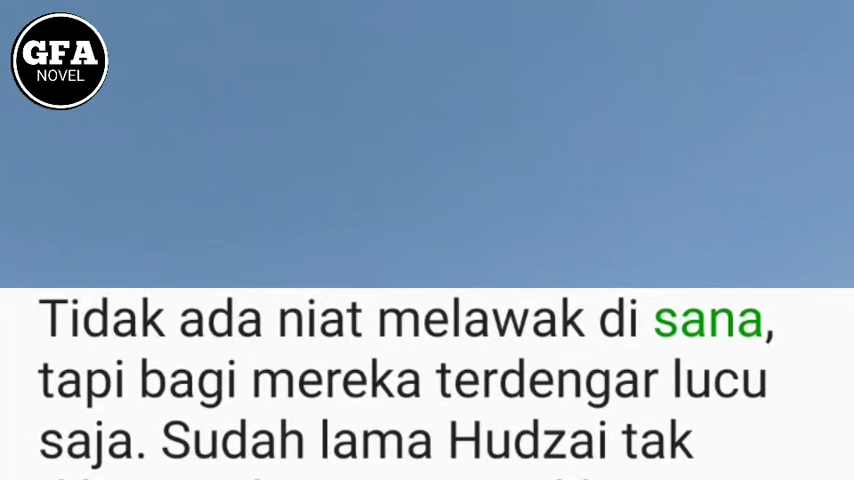 GFA
NOVEL
Tidak ada niat melawak di sana,
tapi bagi mereka terdengar lucu
saja. Sudah lama Hudzai tak